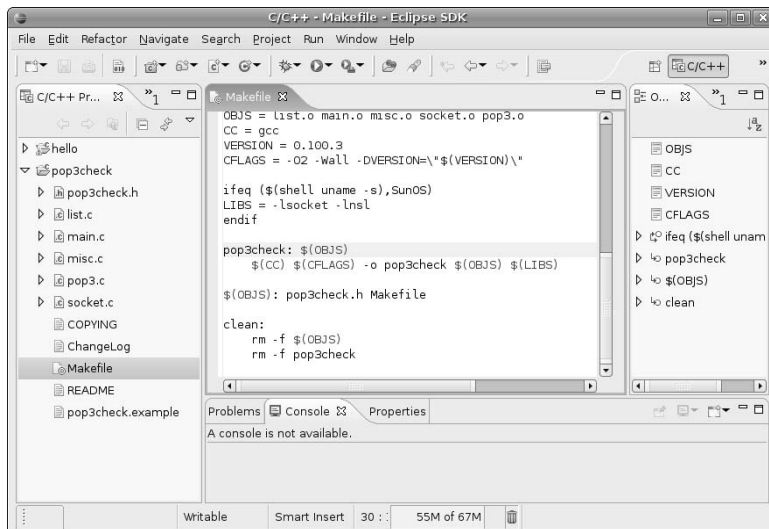 C/C++ - Makefile - Eclipse SDK
File Edit Refactor Navigate Search Project Run Window Help
C/C++ »
C/C++ Pr... »1
hello
pop3check
pop3check.h
list.c
main.c
misc.c
pop3.c
socket.c
COPYING
ChangeLog
Makefile
README
pop3check.example
Makefile
OBJS = list.o main.o misc.o socket.o pop3.o
CC = gcc
VERSION = 0.100.3
CFLAGS = -O2 -Wall -DVERSION=\"$(VERSION)\"
ifeq ($(shell uname -s),SunOS)
LIBS = -lsocket -lnsl
endif
pop3check: $(OBJS)
$(CC) $(CFLAGS) -o pop3check $(OBJS) $(LIBS)
$(OBJS): pop3check.h Makefile
clean:
rm -f $(OBJS)
rm -f pop3check
O... »1
OBJS
CC
VERSION
CFLAGS
ifeq ($(shell unam
pop3check
$(OBJS)
clean
Problems Console Properties
A console is not available.
Writable Smart Insert 30 : 55M of 67M